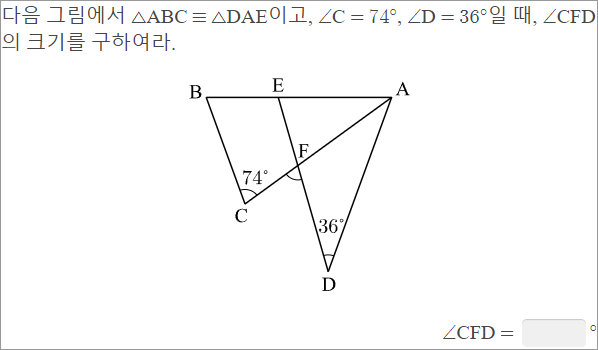 다음 그림에서 △ABC ≡ △DAE이고, ∠C = 74°, ∠D = 36°일 때, ∠CFD
의 크기를 구하여라.
B E A
F
74°
C
36°
D
∠CFD = °